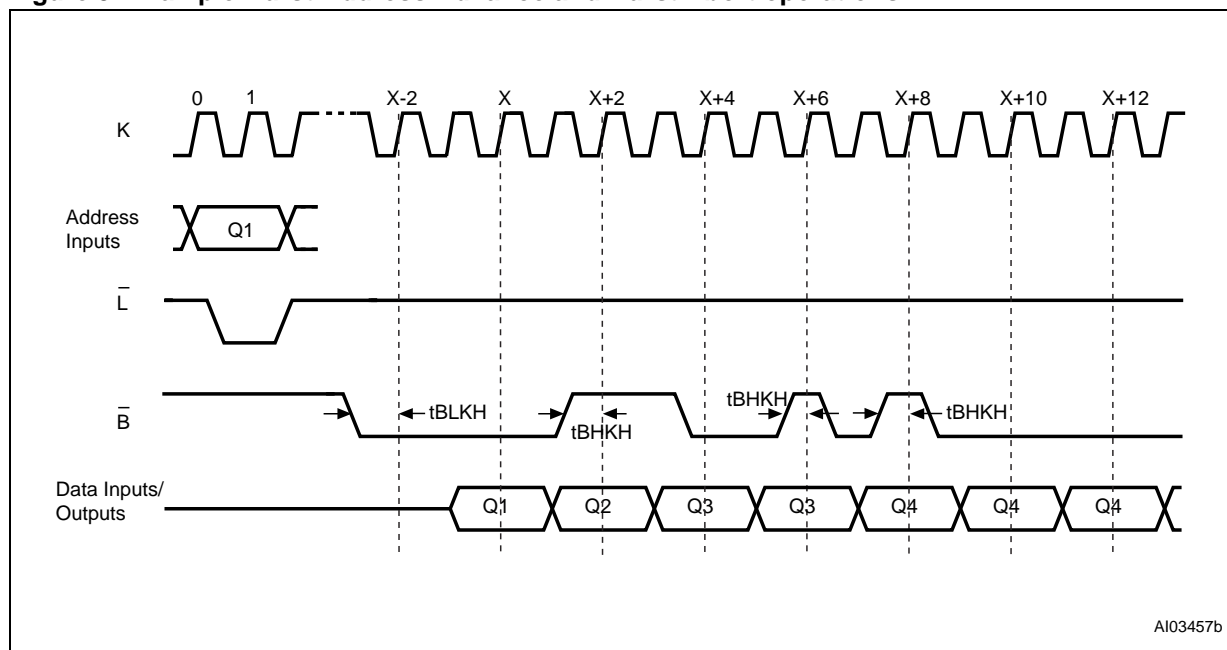 0 1 X-2 X X+2 X+4 X+6 X+8 X+10 X+12
K
Address
Inputs
Q1
L̅
B̅
tBLKH
tBHKH
tBHKH
tBHKH
Data Inputs/
Outputs
Q1 Q2 Q3 Q3 Q4 Q4 Q4
AI03457b